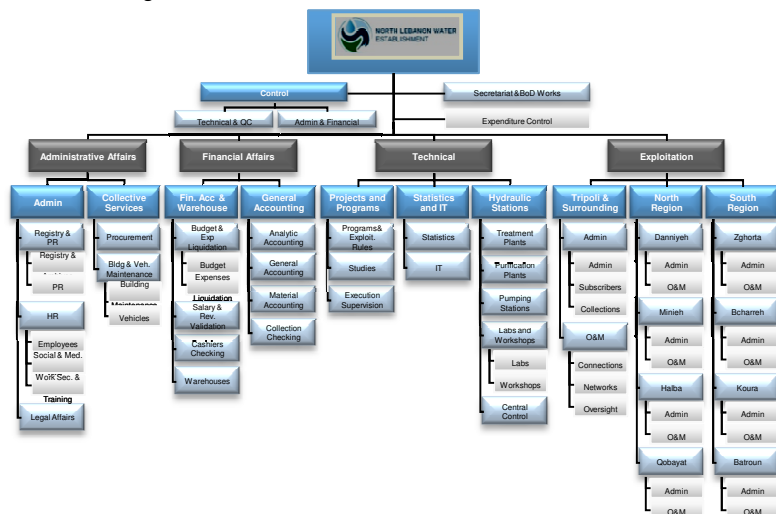 NORTH LEBANON WATER
ESTABLISHMENT
Control
Secretariat & BoD Works
Technical & QC
Admin & Financial
Expenditure Control
Administrative Affairs
Financial Affairs
Technical
Exploitation
Admin
Collective
Services
Fin. Acc &
Warehouse
General
Accounting
Projects and
Programs
Statistics
and IT
Hydraulic
Stations
Tripoli &
Surrounding
North
Region
South
Region
Registry &
PR
Registry &
PR
HR
Employees
Social & Med.
Work Sec. &
Training
Legal Affairs
Procurement
Bldg & Veh.
Maintenance
Building
Maintenance
Vehicles
Budget &
Exp
Liquidation
Budget
Expenses
Liquidation
Salary &
Rev.
Validation
Cashiers
Checking
Warehouses
Analytic
Accounting
General
Accounting
Material
Accounting
Collection
Checking
Programs&
Exploit.
Rules
Studies
Execution
Supervision
Statistics
IT
Treatment
Plants
Purification
Plants
Pumping
Stations
Labs and
Workshops
Labs
Workshops
Central
Control
Admin
Admin
Subscribers
Collections
O&M
Connections
Networks
Oversight
Danniyeh
Admin
O&M
Minieh
Admin
O&M
Halba
Admin
O&M
Qobayat
Admin
O&M
Zghorta
Admin
O&M
Bcharreh
Admin
O&M
Koura
Admin
O&M
Batroun
Admin
O&M